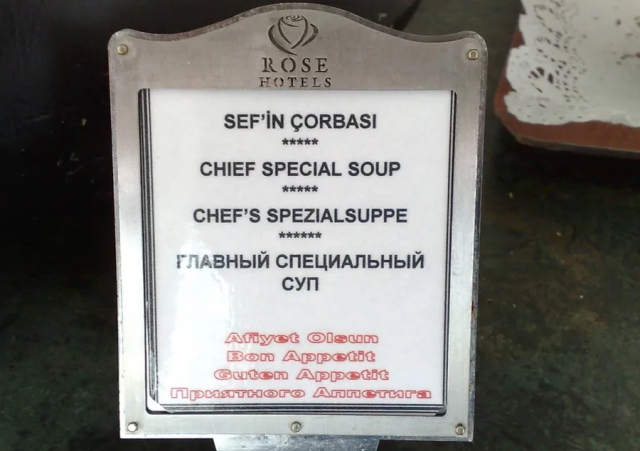 ROSE
HOTELS
SEF'İN ÇORBASI
*****
CHIEF SPECIAL SOUP
*****
CHEF'S SPEZIALSUPPE
******
ГЛАВНЫЙ СПЕЦИАЛЬНЫЙ
СУП
Afiyet Olsun
Bon Appetit
Guten Appetit
Приятного Аппетига